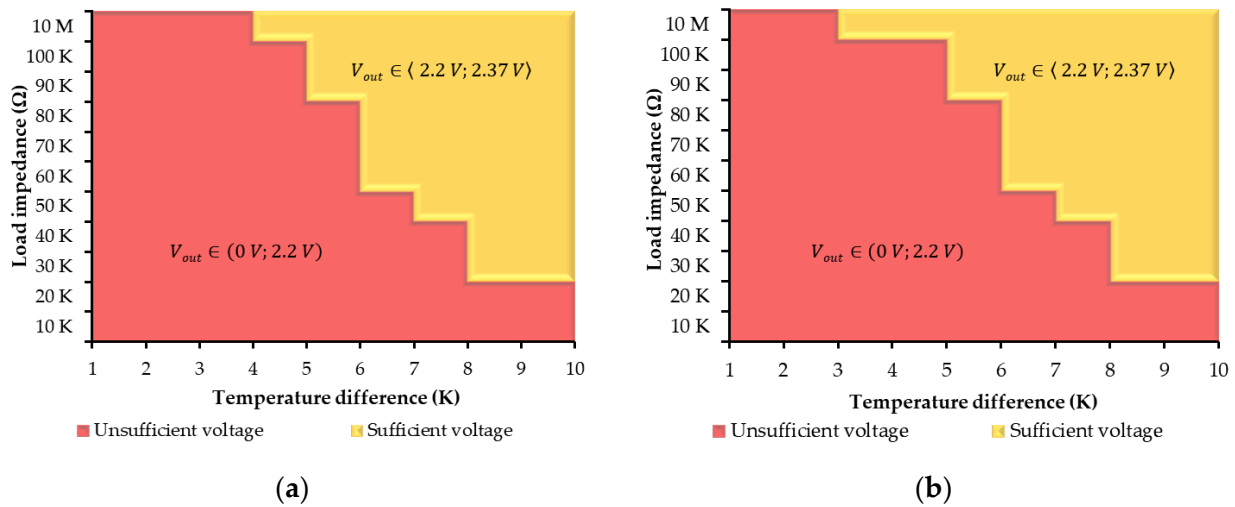 10 M
100 K
90 K
80 K
70 K
60 K
50 K
40 K
30 K
20 K
10 K
Load impedance (Ω)
V_out ∈ ⟨ 2.2 V; 2.37 V⟩
V_out ∈ (0 V; 2.2 V)
1 2 3 4 5 6 7 8 9 10
Temperature difference (K)
Unsufficient voltage Sufficient voltage
(a)
10 M
100 K
90 K
80 K
70 K
60 K
50 K
40 K
30 K
20 K
10 K
Load impedance (Ω)
V_out ∈ ⟨ 2.2 V; 2.37 V⟩
V_out ∈ (0 V; 2.2 V)
1 2 3 4 5 6 7 8 9 10
Temperature difference (K)
Unsufficient voltage Sufficient voltage
(b)